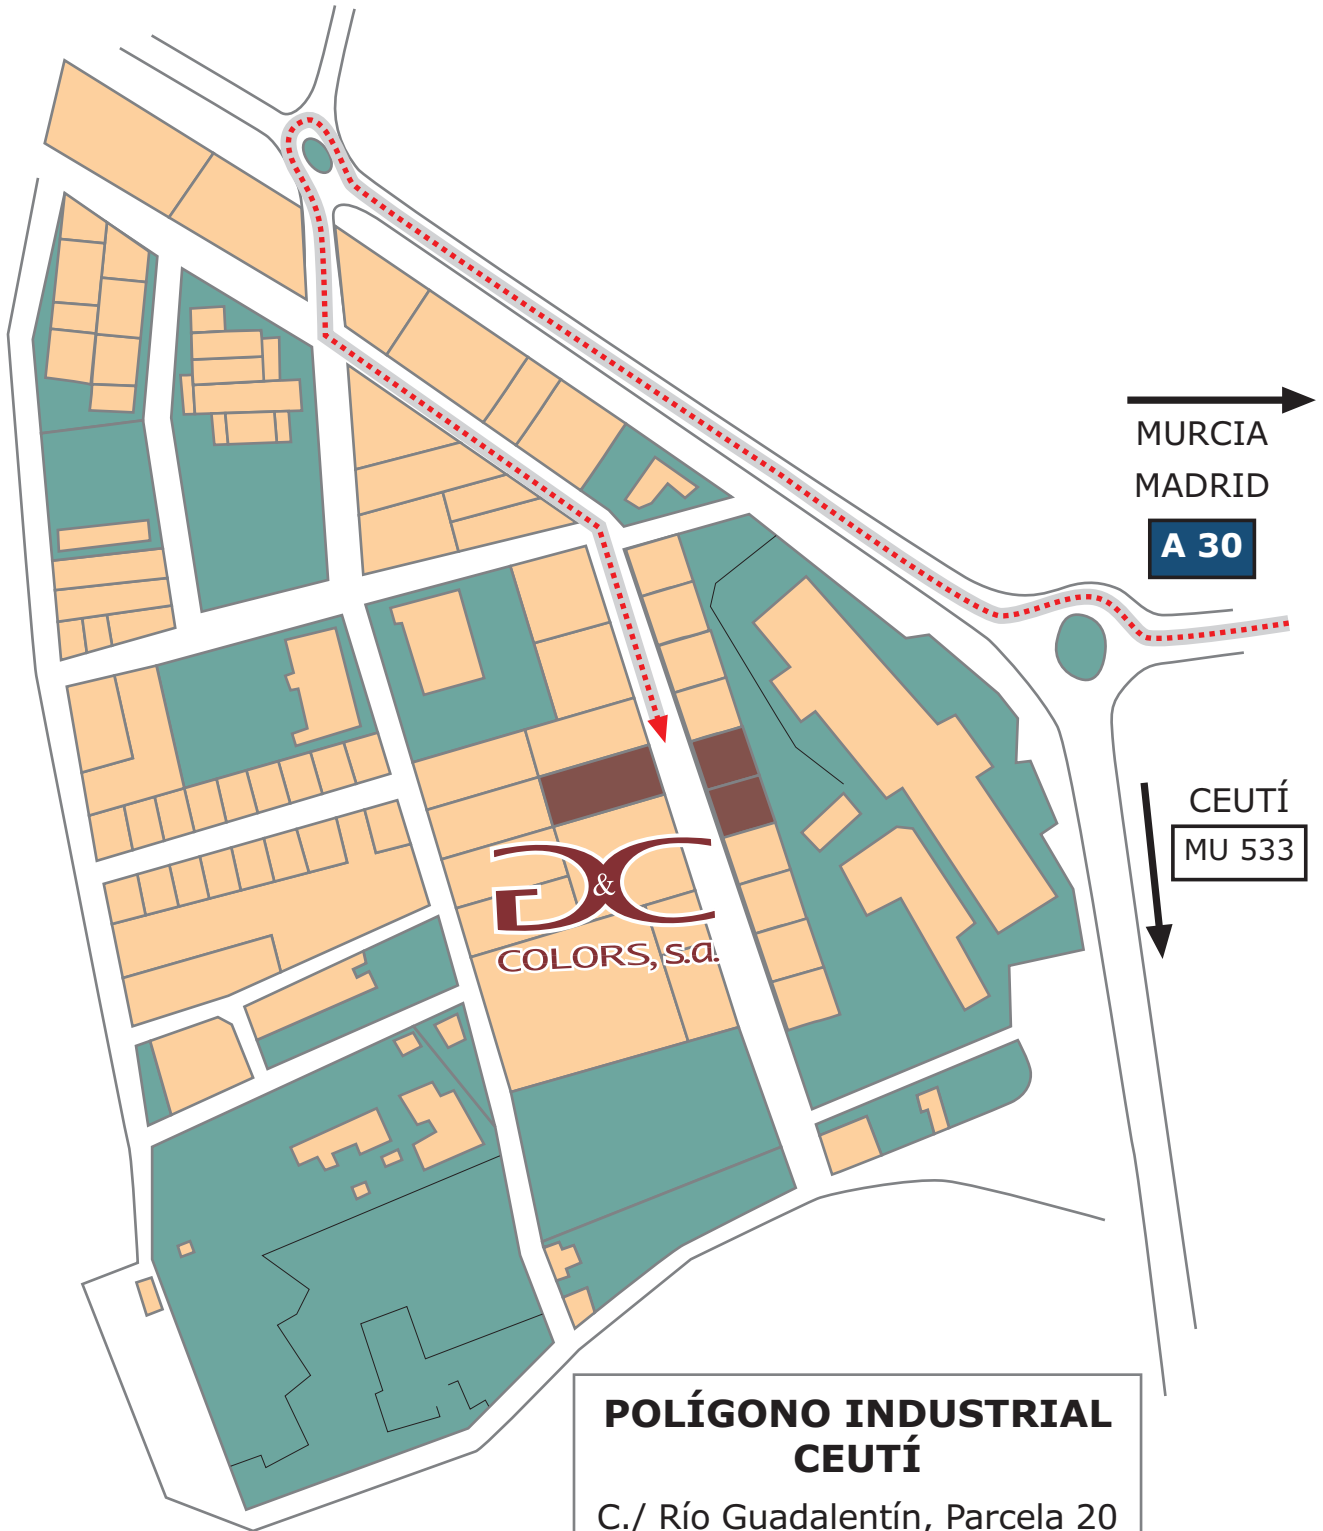 MURCIA
MADRID
A 30
CEUTÍ
MU 533
G&C
COLORS, s.a.
POLÍGONO INDUSTRIAL
CEUTÍ
C./ Río Guadalentín, Parcela 20